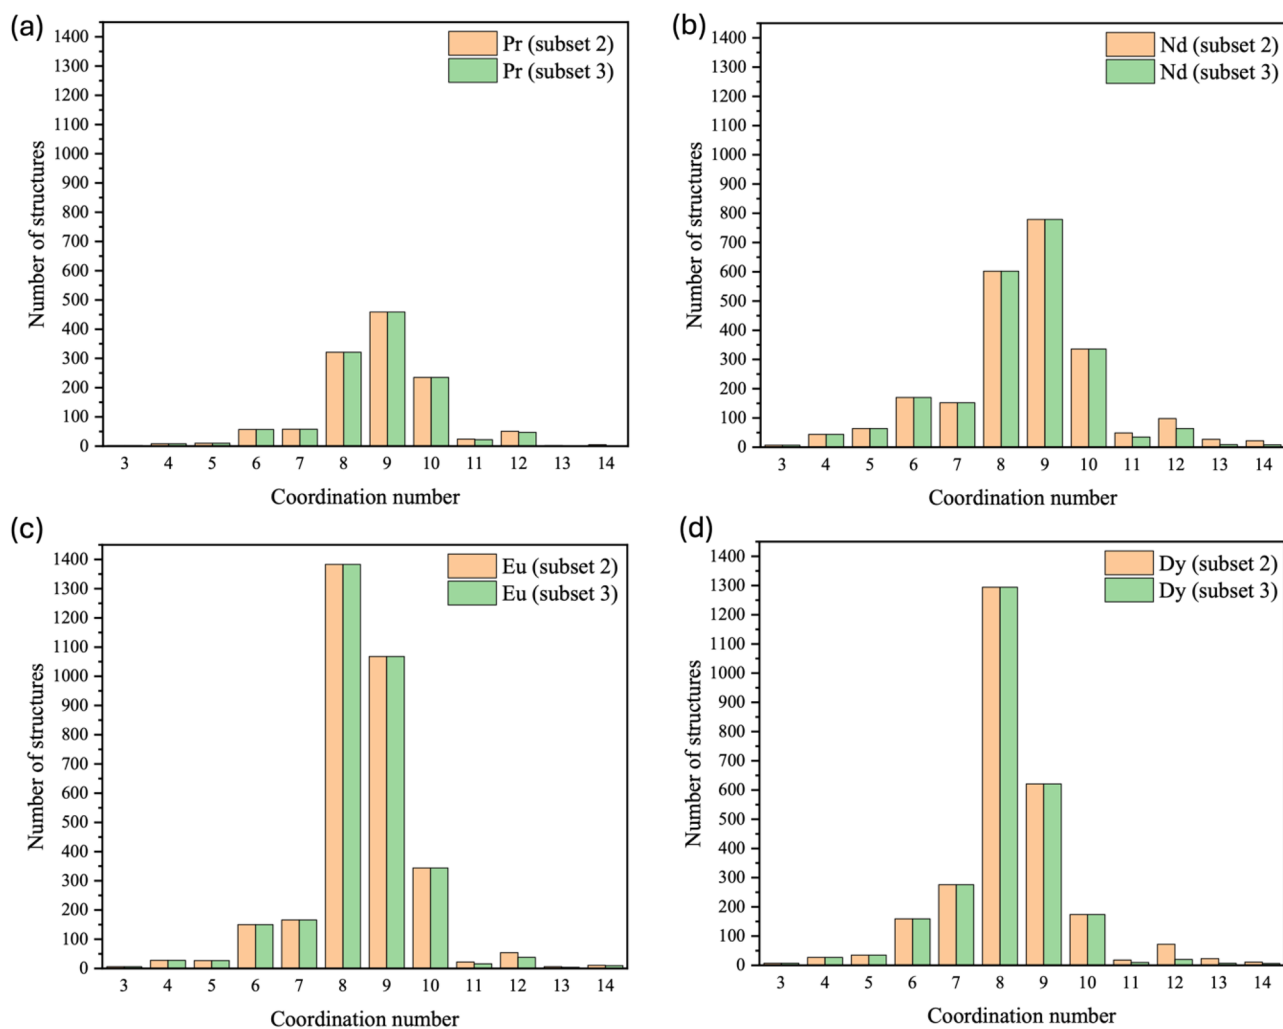 (a)
Pr (subset 2)
Pr (subset 3)
1400
1300
1200
1100
1000
900
800
700
600
500
400
300
200
100
0
Number of structures
3 4 5 6 7 8 9 10 11 12 13 14
Coordination number
(b)
Nd (subset 2)
Nd (subset 3)
1400
1300
1200
1100
1000
900
800
700
600
500
400
300
200
100
0
Number of structures
3 4 5 6 7 8 9 10 11 12 13 14
Coordination number
(c)
Eu (subset 2)
Eu (subset 3)
1400
1300
1200
1100
1000
900
800
700
600
500
400
300
200
100
0
Number of structures
3 4 5 6 7 8 9 10 11 12 13 14
Coordination number
(d)
Dy (subset 2)
Dy (subset 3)
1400
1300
1200
1100
1000
900
800
700
600
500
400
300
200
100
0
Number of structures
3 4 5 6 7 8 9 10 11 12 13 14
Coordination number